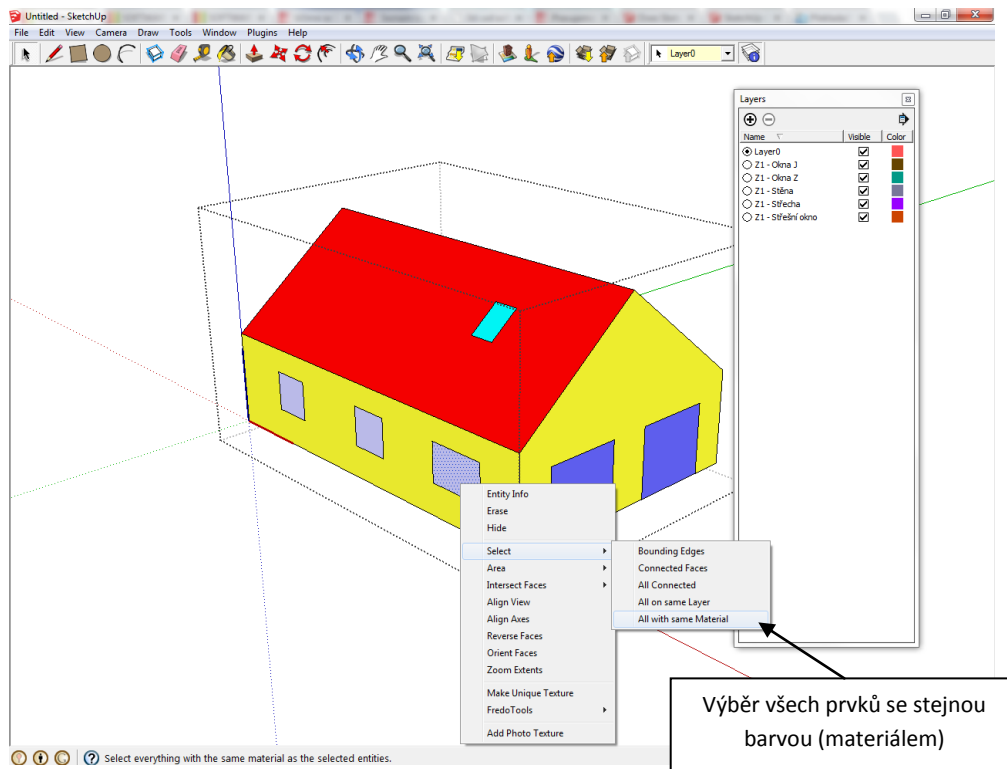 Untitled - SketchUp
File Edit View Camera Draw Tools Window Plugins Help
Layer0
Layers
Name Visible Color
Layer0
Z1 - Okna J
Z1 - Okna Z
Z1 - Stěna
Z1 - Střecha
Z1 - Střešní okno
Entity Info
Erase
Hide
Select
Area
Intersect Faces
Align View
Align Axes
Reverse Faces
Orient Faces
Zoom Extents
Make Unique Texture
FredoTools
Add Photo Texture
Bounding Edges
Connected Faces
All Connected
All on same Layer
All with same Material
Výběr všech prvků se stejnou
barvou (materiálem)
Select everything with the same material as the selected entities.